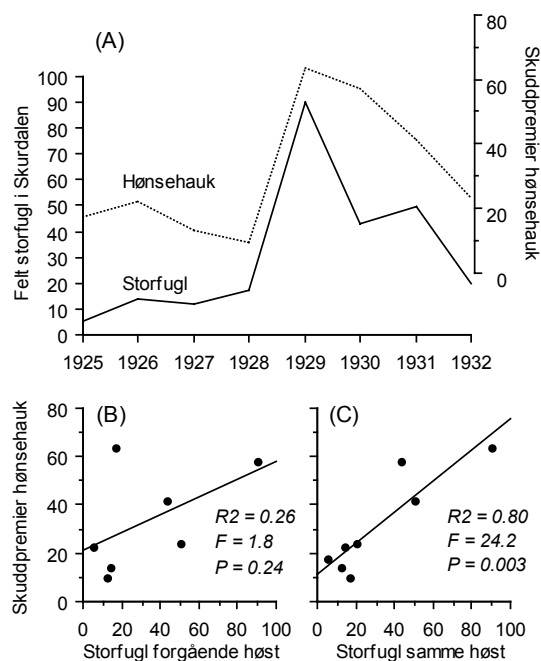 (A)
Felt storfugl i Skurdalen
100
90
80
70
60
50
40
30
20
10
0
80
60
40
20
0
Skuddpremier hønsehauk
Hønsehauk
Storfugl
1925 1926 1927 1928 1929 1930 1931 1932
Skuddpremier hønsehauk
80
60
40
20
0
(B)
R2 = 0.26
F = 1.8
P = 0.24
0 20 40 60 80 100
Storfugl forgående høst
(C)
R2 = 0.80
F = 24.2
P = 0.003
0 20 40 60 80 100
Storfugl samme høst